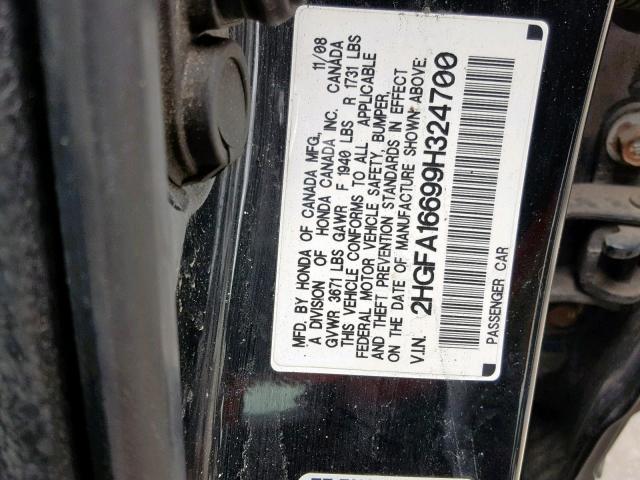 MFD. BY HONDA OF CANADA MFG.,
A DIVISION OF HONDA CANADA INC. CANADA 11/08
GVWR 3671 LBS GAWR F 1940 LBS R 1731 LBS
THIS VEHICLE CONFORMS TO ALL APPLICABLE
FEDERAL MOTOR VEHICLE SAFETY, BUMPER,
AND THEFT PREVENTION STANDARDS IN EFFECT
ON THE DATE OF MANUFACTURE SHOWN ABOVE.
V.I.N. 2HGFA16699H324700
PASSENGER CAR